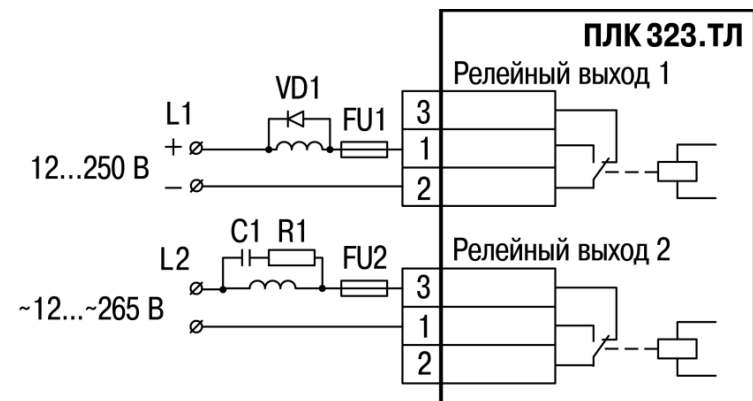 ПЛК 323.ТЛ
Релейный выход 1
VD1
L1
FU1
3
+
1
12...250 В
–
2
C1 R1
Релейный выход 2
L2
FU2
3
~12...~265 В
1
2